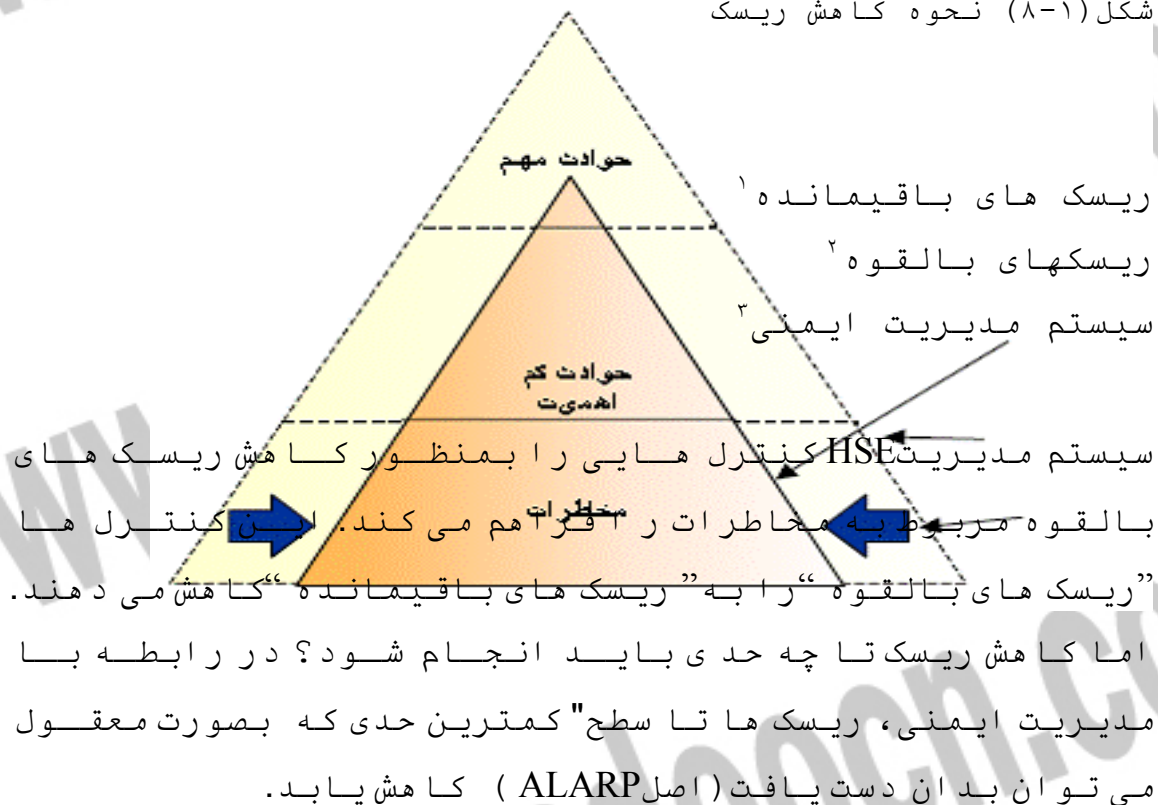 شکل(۱-۸) نحوه کاهش ریسک
حوادث مهم
ریسک های باقیمانده۱
ریسکهای بالقوه۲
سیستم مدیریت ایمنی۳
حوادث کم
اهمیت
سیستم مدیریتHSE کنترل هایی را بمنظور کاهش ریسک های
مخاطرات
بالقوه مربوط به مخاطرات را فراهم می کند. این کنترل ها
”ریسک های بالقوه “را به”ریسک های باقیمانده “کاهش می دهند.
اما کاهش ریسک تا چه حد ی باید انجام شود؟ در رابطه با
مدیریت ایمنی، ریسک ها تا سطح" کمترین حدی که بصورت معقول
می توان بدان دست یافت( اصلALARP ) کاهش یابد.